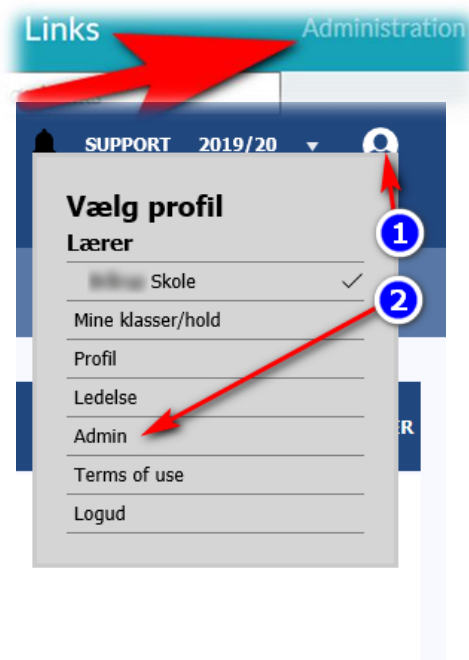 Links
Administration
SUPPORT 2019/20
1
Vælg profil
Lærer
Skole
2
Mine klasser/hold
Profil
Ledelse
Admin
ER
Terms of use
Logud